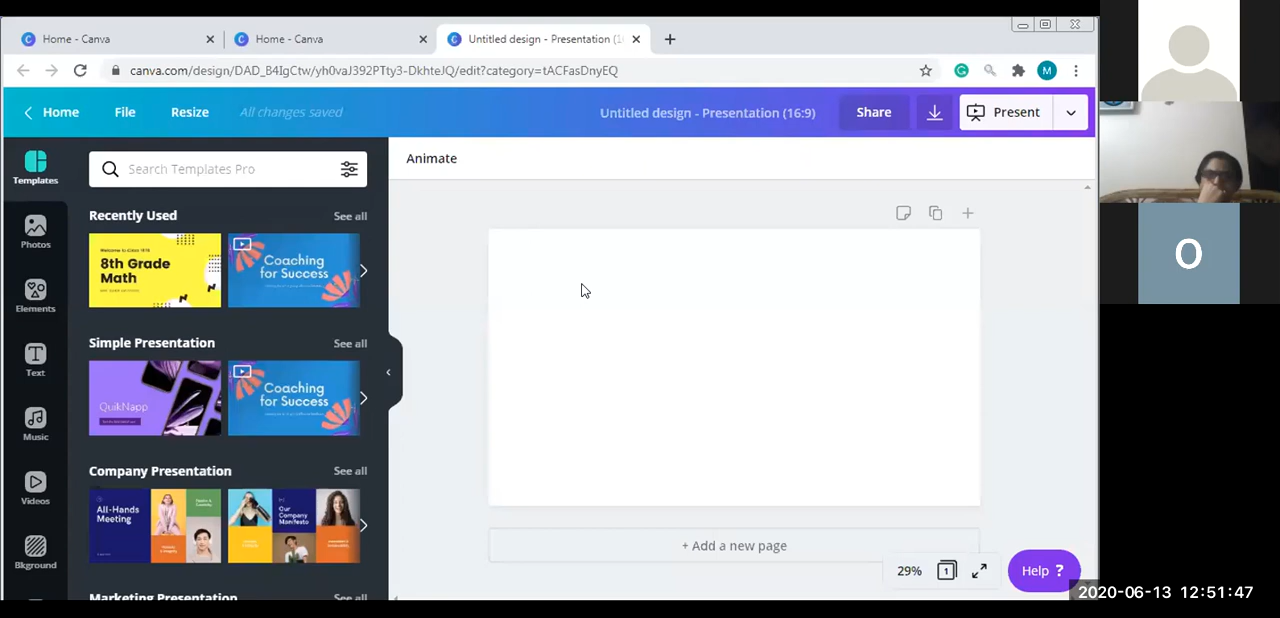 Home - Canva
Home - Canva
Untitled design - Presentation (1
canva.com/design/DAD_B4IgCtw/yh0vaJ392PTty3-DkhteJQ/edit?category=tACFasDnyEQ
M
Home
File
Resize
All changes saved
Untitled design - Presentation (16:9)
Share
Present
Templates
Photos
Elements
Text
Music
Videos
Bkground
Search Templates Pro
Recently Used
See all
8th Grade
Math
Coaching
for Success
Simple Presentation
See all
QuikNapp
Coaching
for Success
Company Presentation
See all
All-Hands
Meeting
Our
Company
Manifesto
Marketing Presentation
See all
Animate
+ Add a new page
29%
1
Help ?
O
2020-06-13 12:51:47